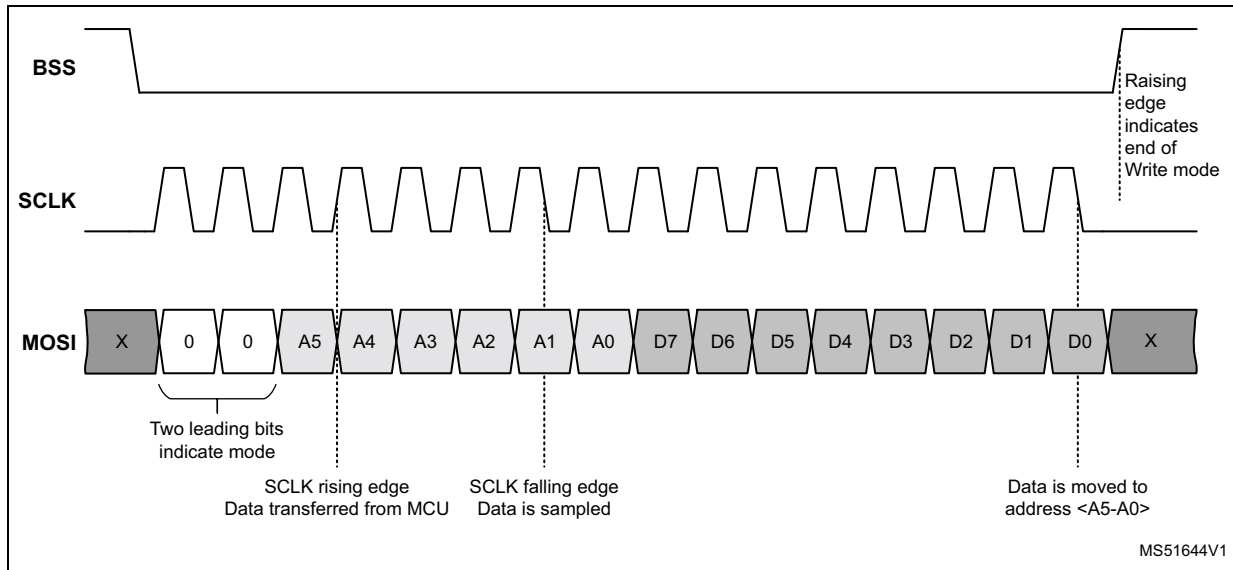 BSS
Raising
edge
indicates
end of
Write mode
SCLK
MOSI X 0 0 A5 A4 A3 A2 A1 A0 D7 D6 D5 D4 D3 D2 D1 D0 X
Two leading bits
indicate mode
SCLK rising edge
Data transferred from MCU
SCLK falling edge
Data is sampled
Data is moved to
address <A5-A0>
MS51644V1